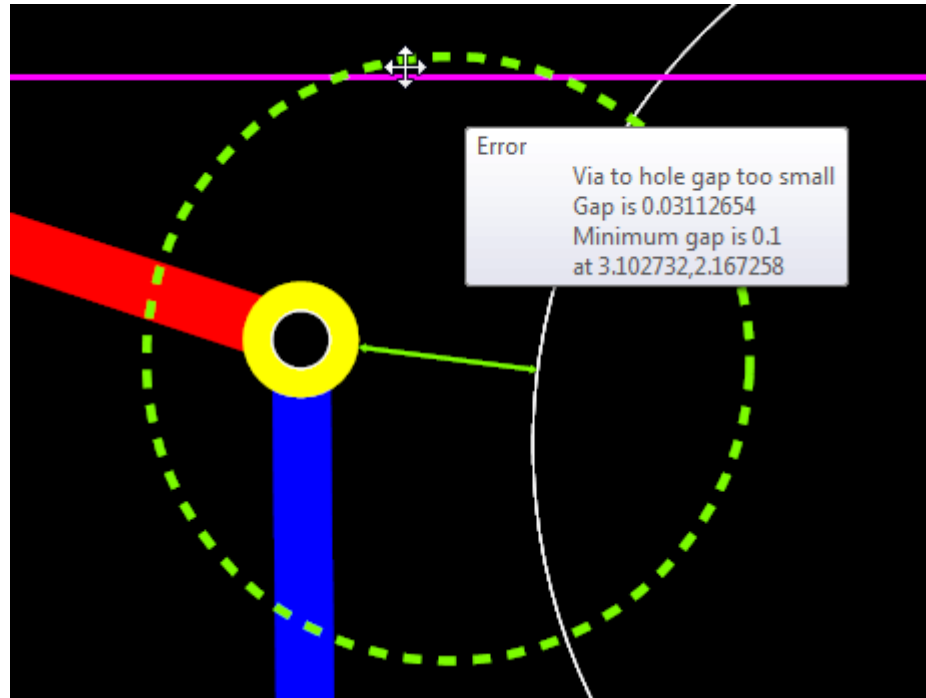 Error
Via to hole gap too small
Gap is 0.03112654
Minimum gap is 0.1
at 3.102732,2.167258